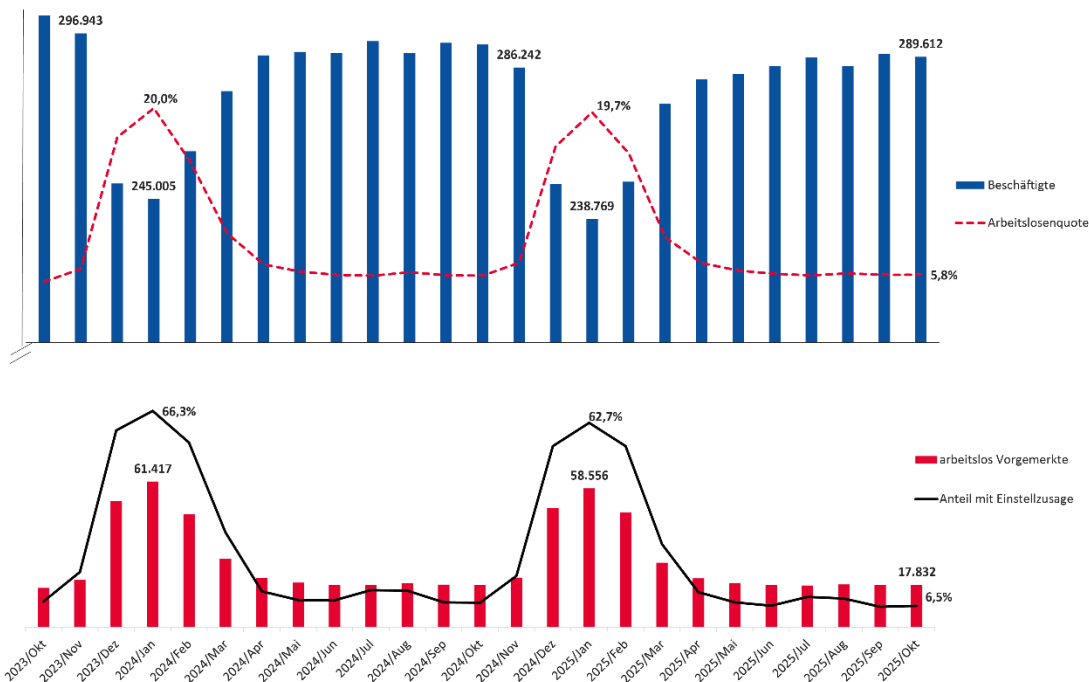 296.943
286.242
289.612
20,0%
19,7%
245.005
238.769
Beschäftigte
Arbeitslosenquote
5,8%
66,3%
62,7%
61.417
58.556
arbeitslos Vorgemerkte
Anteil mit Einstellzusage
17.832
6,5%
2023/Okt
2023/Nov
2023/Dez
2024/Jan
2024/Feb
2024/Mar
2024/Apr
2024/Mai
2024/Jun
2024/Jul
2024/Aug
2024/Sep
2024/Okt
2024/Nov
2024/Dez
2025/Jan
2025/Feb
2025/Mar
2025/Apr
2025/Mai
2025/Jun
2025/Jul
2025/Aug
2025/Sep
2025/Okt